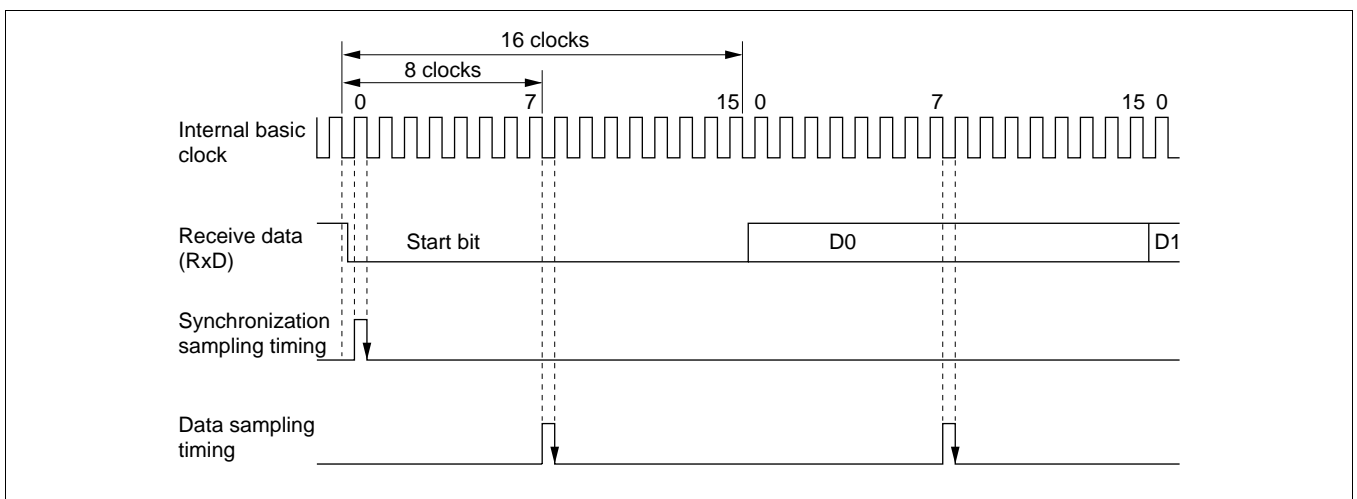 16 clocks
8 clocks
0 7 15 0 7 15 0
Internal basic
clock
Receive data
(RxD)
Start bit D0 D1
Synchronization
sampling timing
Data sampling
timing